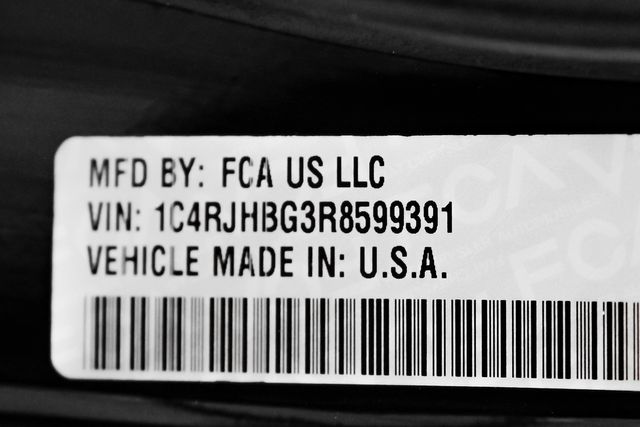 MFD BY: FCA US LLC
VIN: 1C4RJHBG3R8599391
VEHICLE MADE IN: U.S.A.